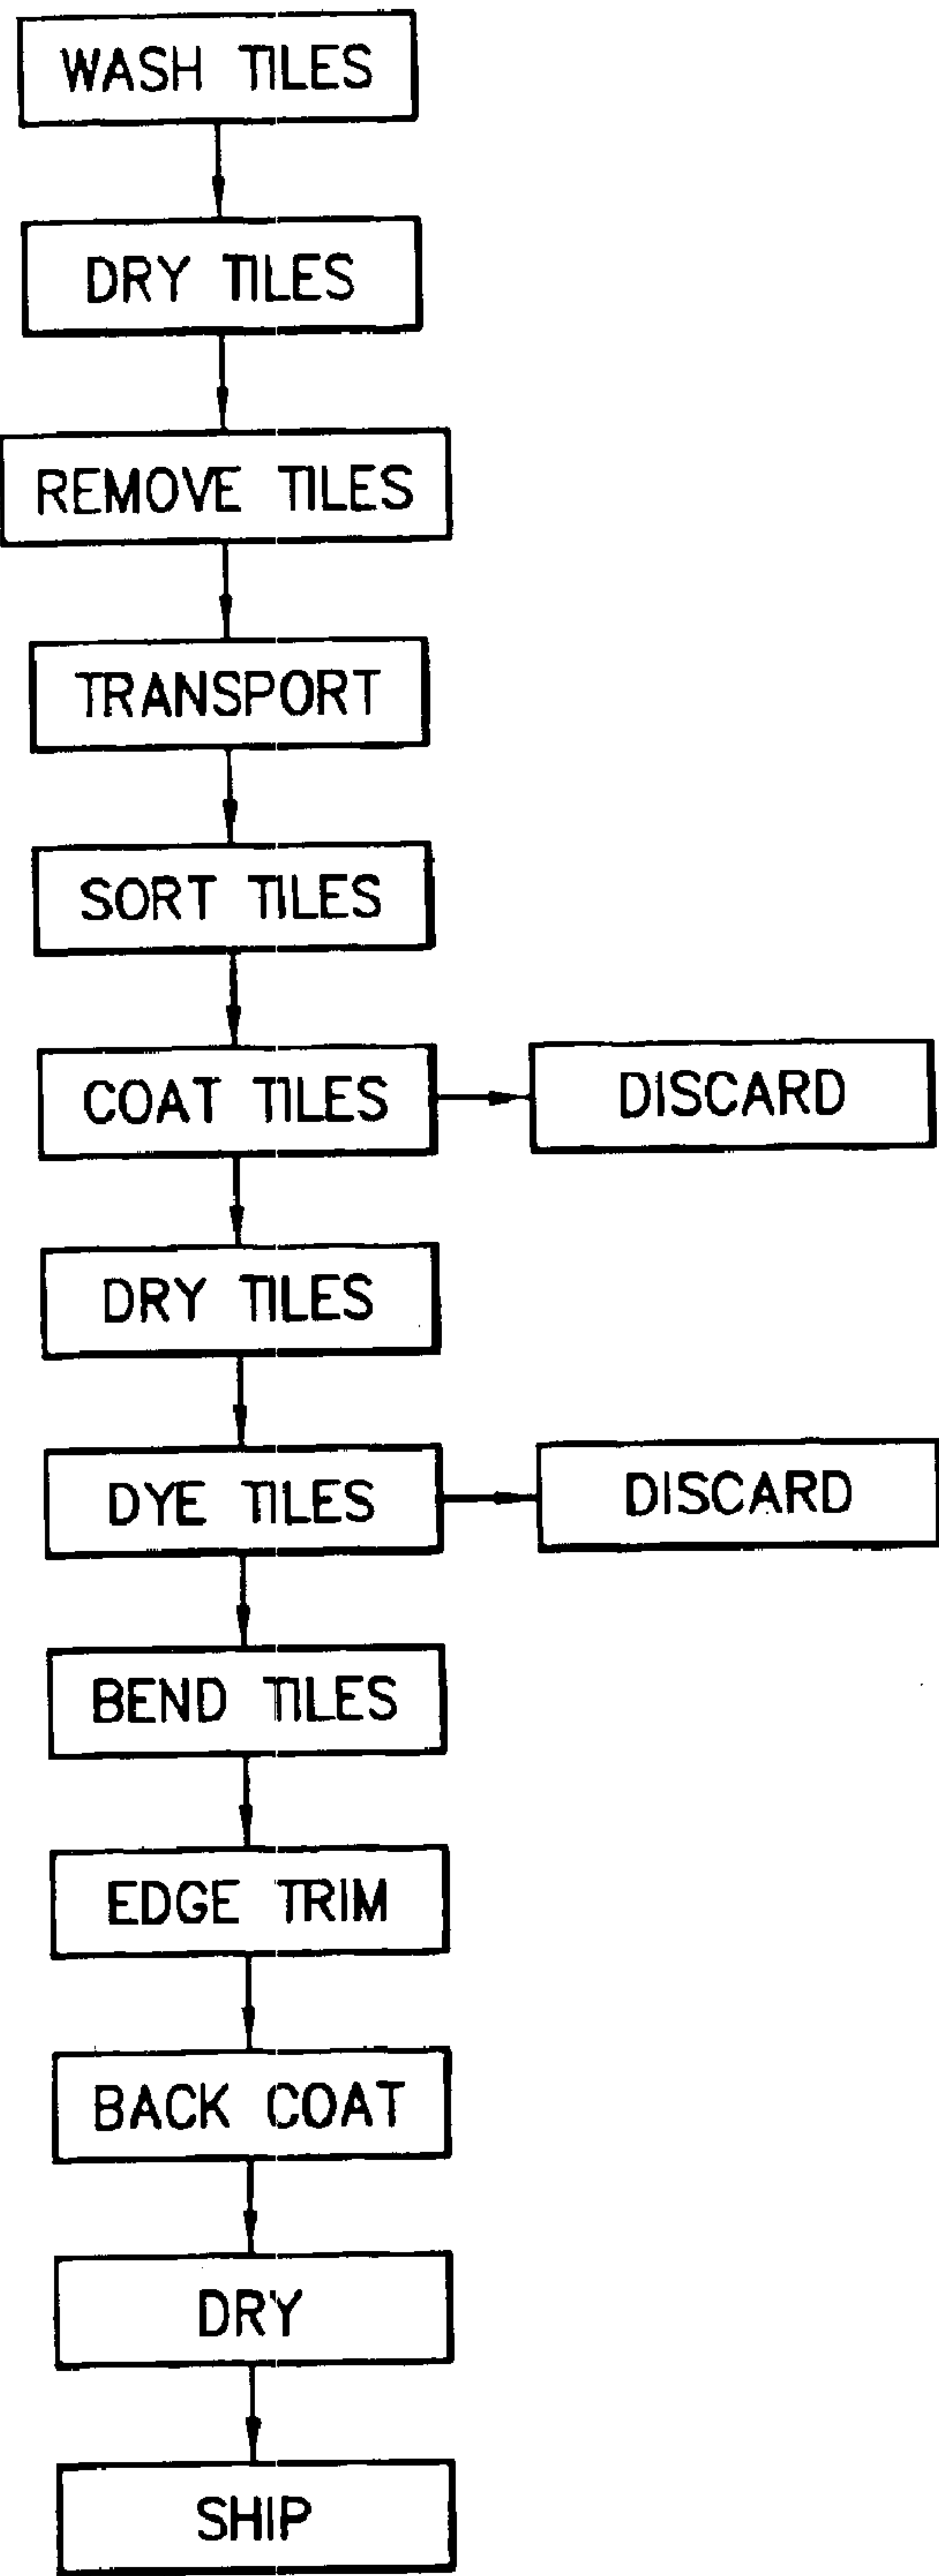 WASH TILES
DRY TILES
REMOVE TILES
TRANSPORT
SORT TILES
COAT TILES
DISCARD
DRY TILES
DYE TILES
DISCARD
BEND TILES
EDGE TRIM
BACK COAT
DRY
SHIP